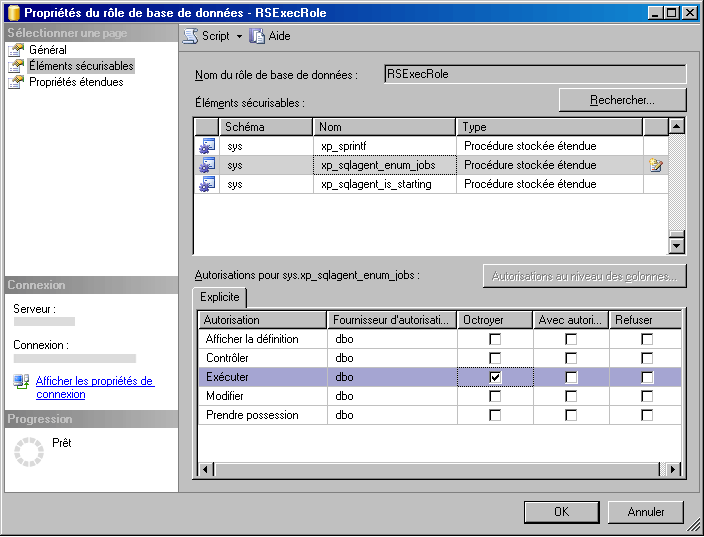 Propriétés du rôle de base de données - RSExecRole
Sélectionner une page
Général
Éléments sécurisables
Propriétés étendues
Script
Aide
Nom du rôle de base de données :
RSExecRole
Éléments sécurisables :
Rechercher...
Schéma Nom Type
sys xp_sprintf Procédure stockée étendue
sys xp_sqlagent_enum_jobs Procédure stockée étendue
sys xp_sqlagent_is_starting Procédure stockée étendue
Autorisations pour sys.xp_sqlagent_enum_jobs :
Autorisations au niveau des colonnes...
Explicite
Autorisation Fournisseur d'autorisati... Octroyer Avec autori... Refuser
Afficher la définition dbo
Contrôler dbo
Exécuter dbo
Modifier dbo
Prendre possession dbo
Connexion
Serveur :
Connexion :
Afficher les propriétés de
connexion
Progression
Prêt
OK
Annuler